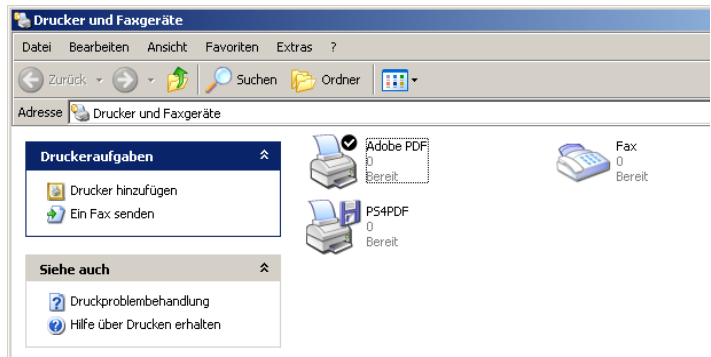 Drucker und Faxgeräte
Datei Bearbeiten Ansicht Favoriten Extras ?
Zurück Suchen Ordner
Adresse Drucker und Faxgeräte
Druckeraufgaben
Drucker hinzufügen
Ein Fax senden
Siehe auch
Druckproblembehandlung
Hilfe über Drucken erhalten
Adobe PDF
0
Bereit
Fax
0
Bereit
PS4PDF
0
Bereit